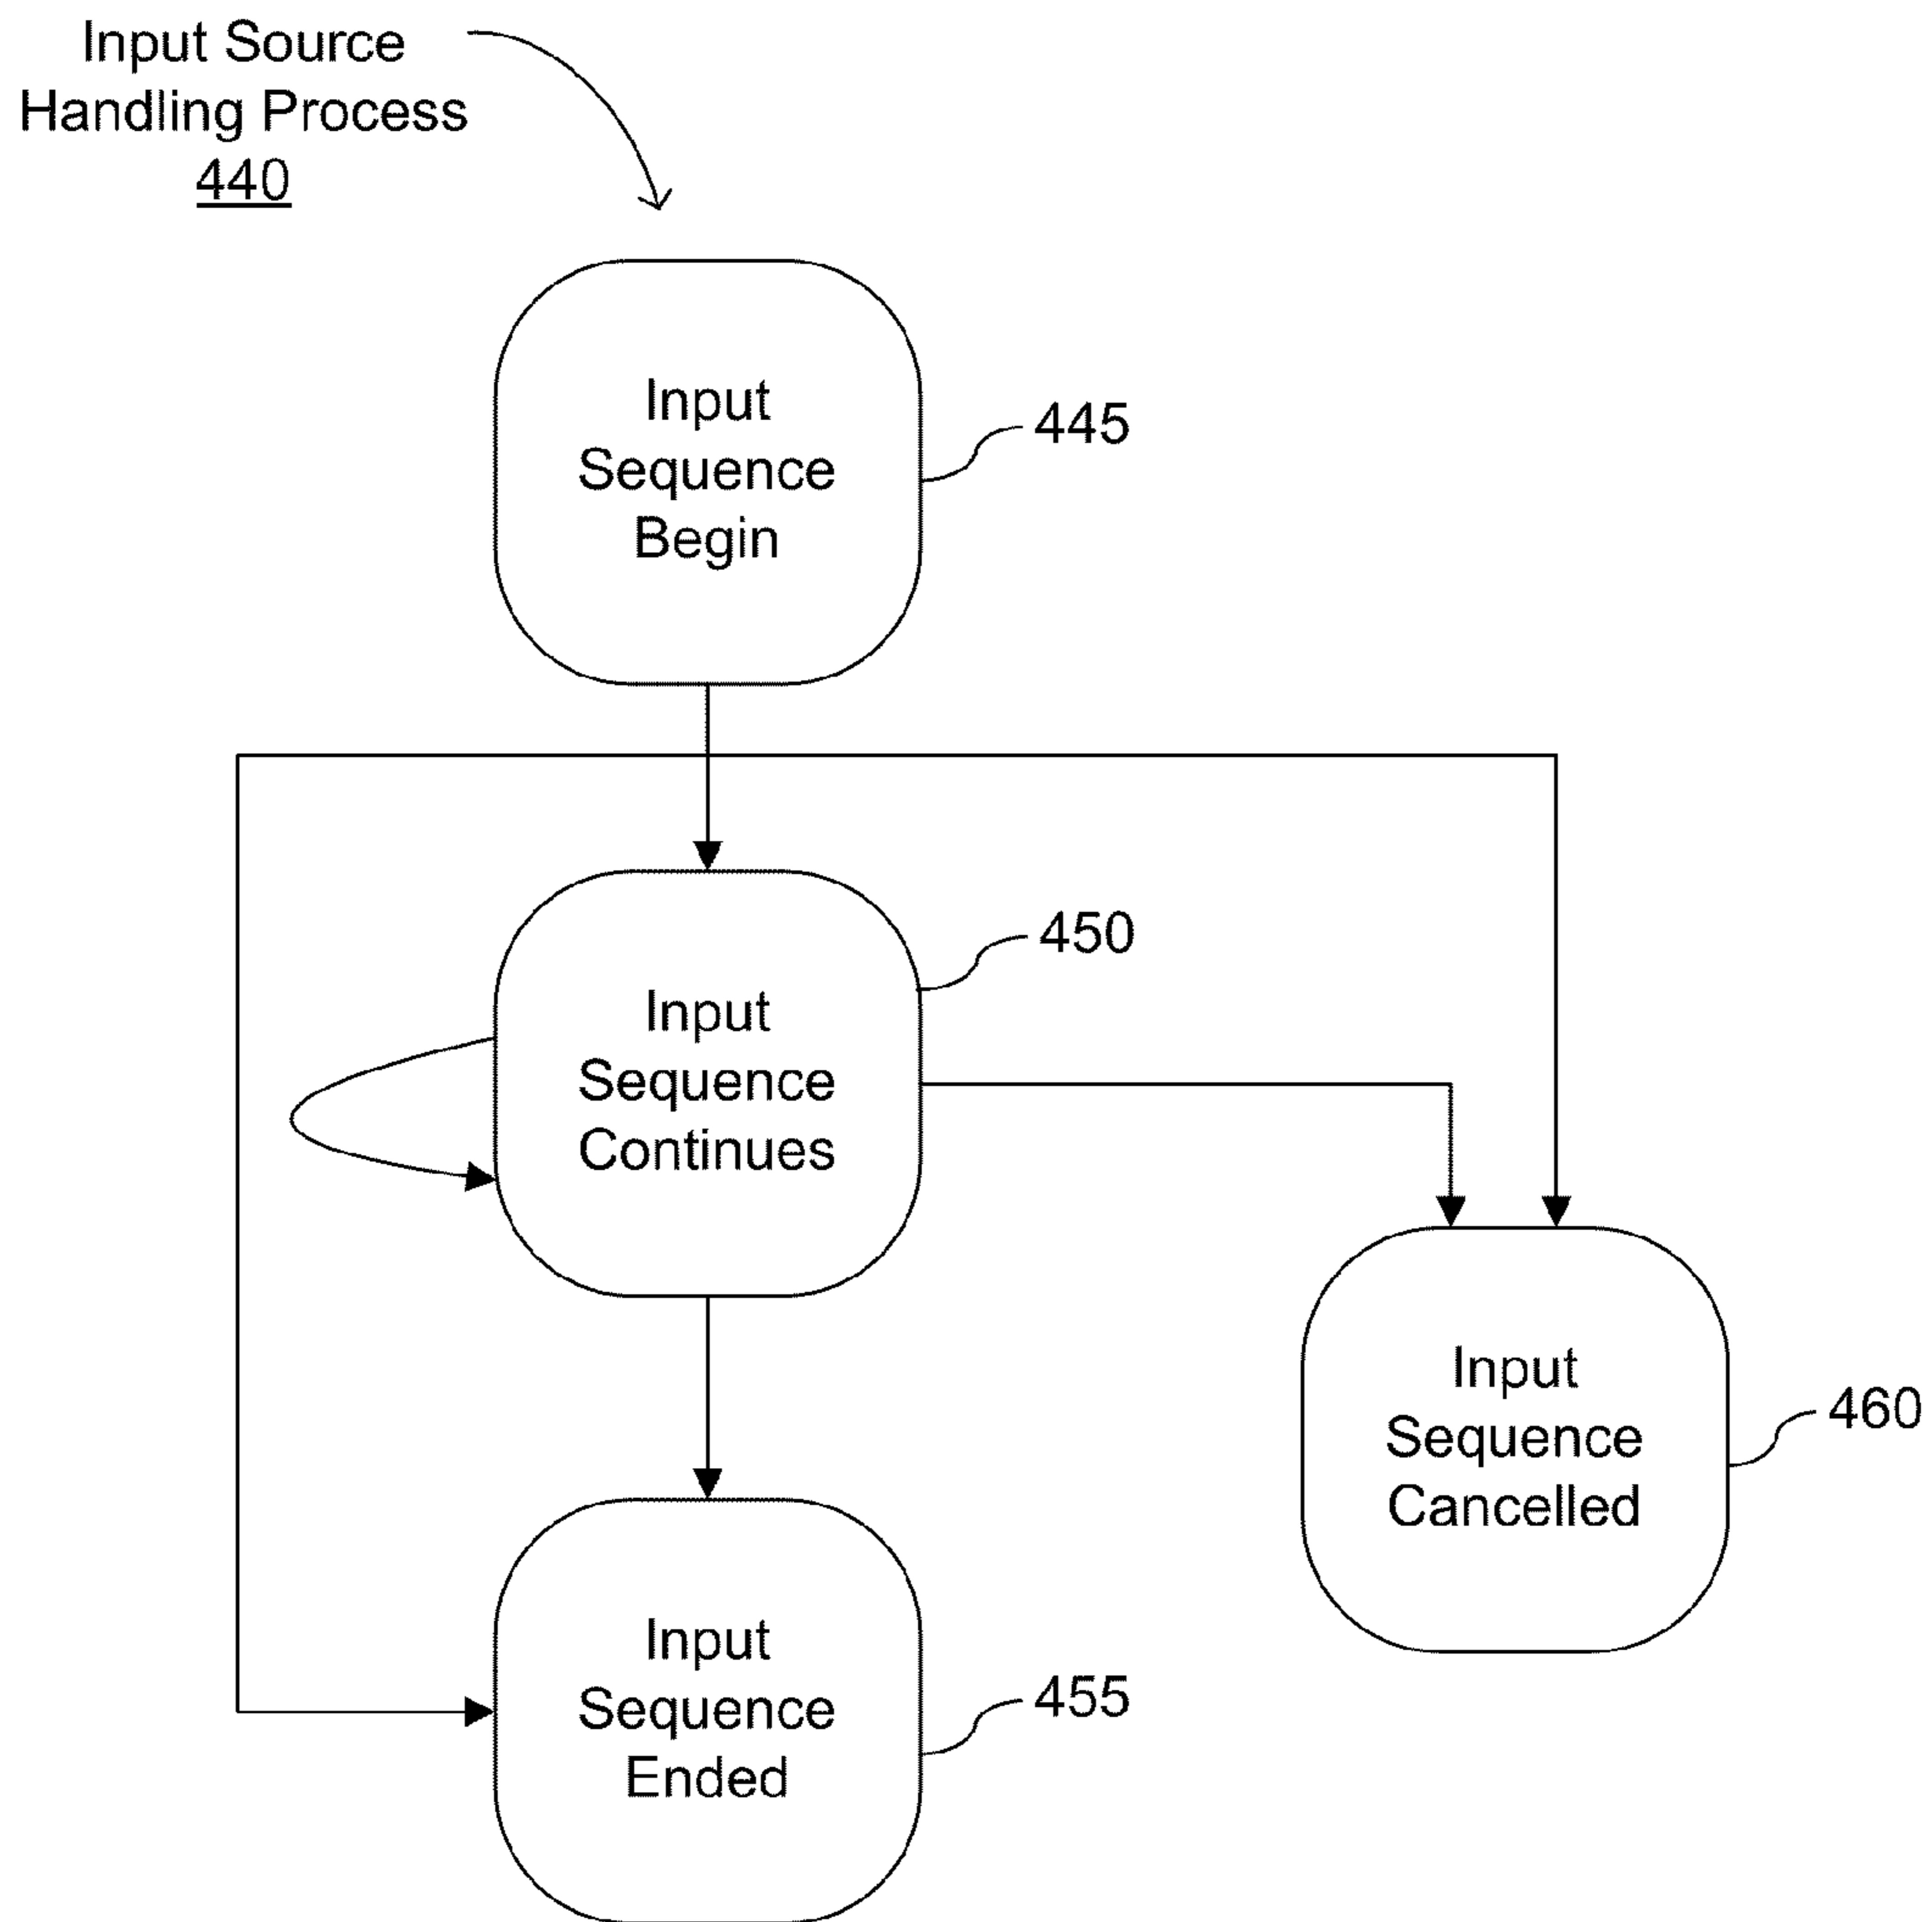 Input Source
Handling Process
440
Input
Sequence
Begin
445
Input
Sequence
Continues
450
Input
Sequence
Cancelled
460
Input
Sequence
Ended
455